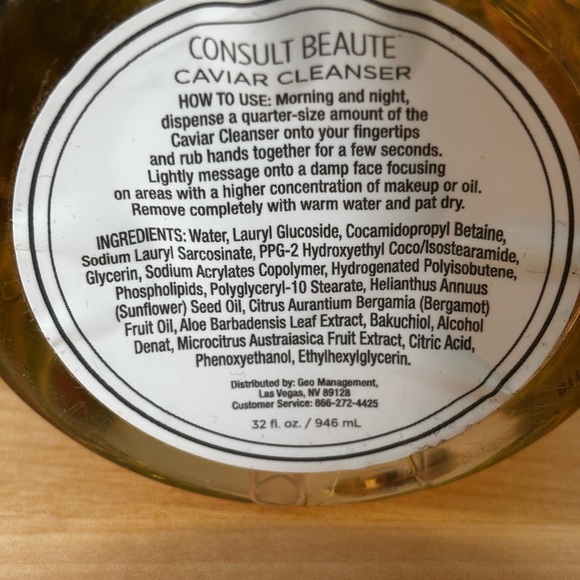 CONSULT BEAUTE
CAVIAR CLEANSER
HOW TO USE: Morning and night,
dispense a quarter-size amount of the
Caviar Cleanser onto your fingertips
and rub hands together for a few seconds.
Lightly message onto a damp face focusing
on areas with a higher concentration of makeup or oil.
Remove completely with warm water and pat dry.
INGREDIENTS: Water, Lauryl Glucoside, Cocamidopropyl Betaine,
Sodium Lauryl Sarcosinate, PPG-2 Hydroxyethyl Coco/Isostearamide,
Glycerin, Sodium Acrylates Copolymer, Hydrogenated Polyisobutene,
Phospholipids, Polyglyceryl-10 Stearate, Helianthus Annuus
(Sunflower) Seed Oil, Citrus Aurantium Bergamia (Bergamot)
Fruit Oil, Aloe Barbadensis Leaf Extract, Bakuchiol, Alcohol
Denat, Microcitrus Austraiasica Fruit Extract, Citric Acid,
Phenoxyethanol, Ethylhexylglycerin.
Distributed by: Geo Management,
Las Vegas, NV 89128
Customer Service: 866-272-4425
32 fl. oz. / 946 mL